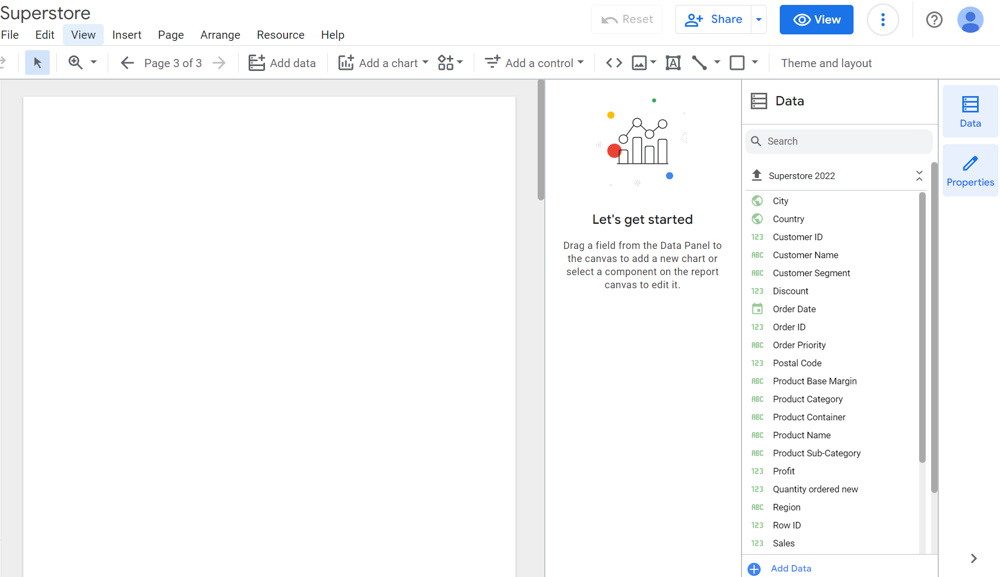 Superstore
Reset
Share
View
File Edit View Insert Page Arrange Resource Help
Page 3 of 3
Add data
Add a chart
Add a control
Theme and layout
Let's get started
Drag a field from the Data Panel to
the canvas to add a new chart or
select a component on the report
canvas to edit it.
Data
Search
Superstore 2022
City
Country
123 Customer ID
ABC Customer Name
ABC Customer Segment
123 Discount
Order Date
123 Order ID
ABC Order Priority
123 Postal Code
ABC Product Base Margin
ABC Product Category
ABC Product Container
ABC Product Name
ABC Product Sub-Category
123 Profit
123 Quantity ordered new
ABC Region
123 Row ID
123 Sales
Add Data
Data
Properties